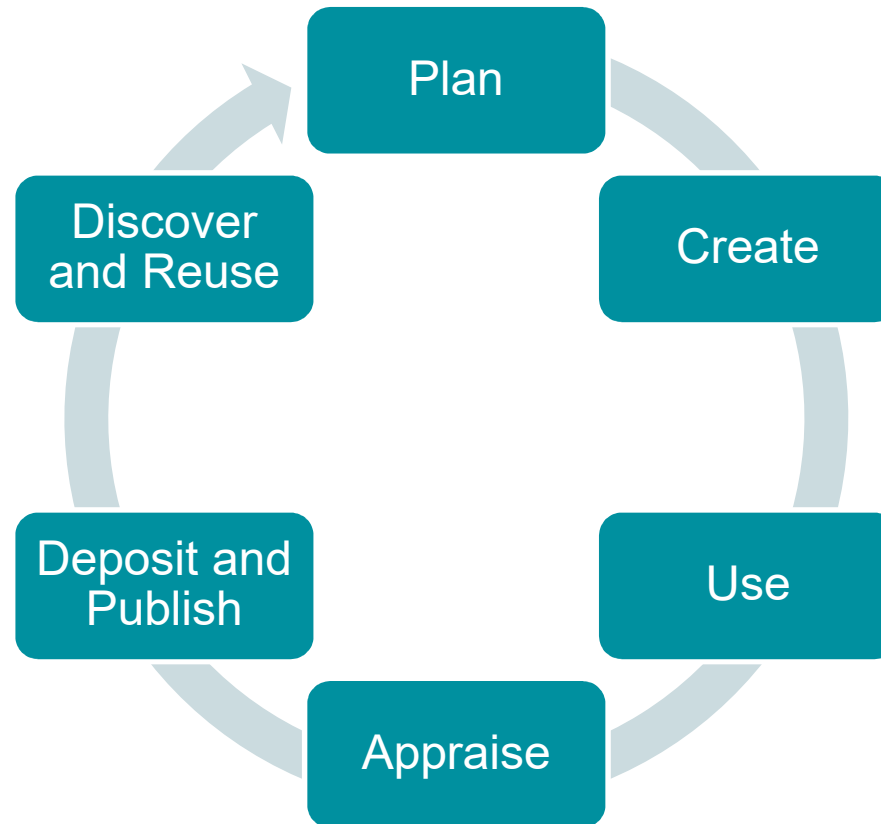 Plan
Create
Use
Appraise
Deposit and
Publish
Discover
and Reuse